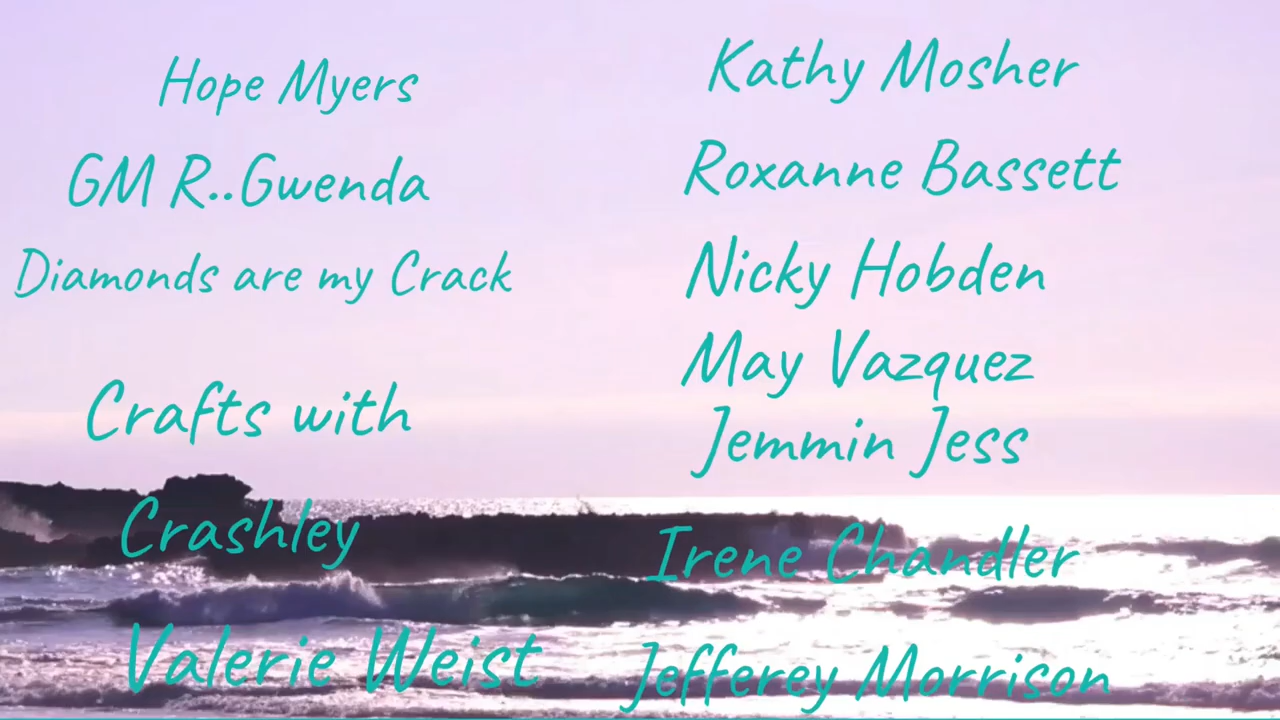 Hope Myers
GM R..Gwenda
Diamonds are my Crack
Crafts with
Crashley
Valerie Weist
Kathy Mosher
Roxanne Bassett
Nicky Hobden
May Vazquez
Jemmin Jess
Irene Chandler
Jefferey Morrison